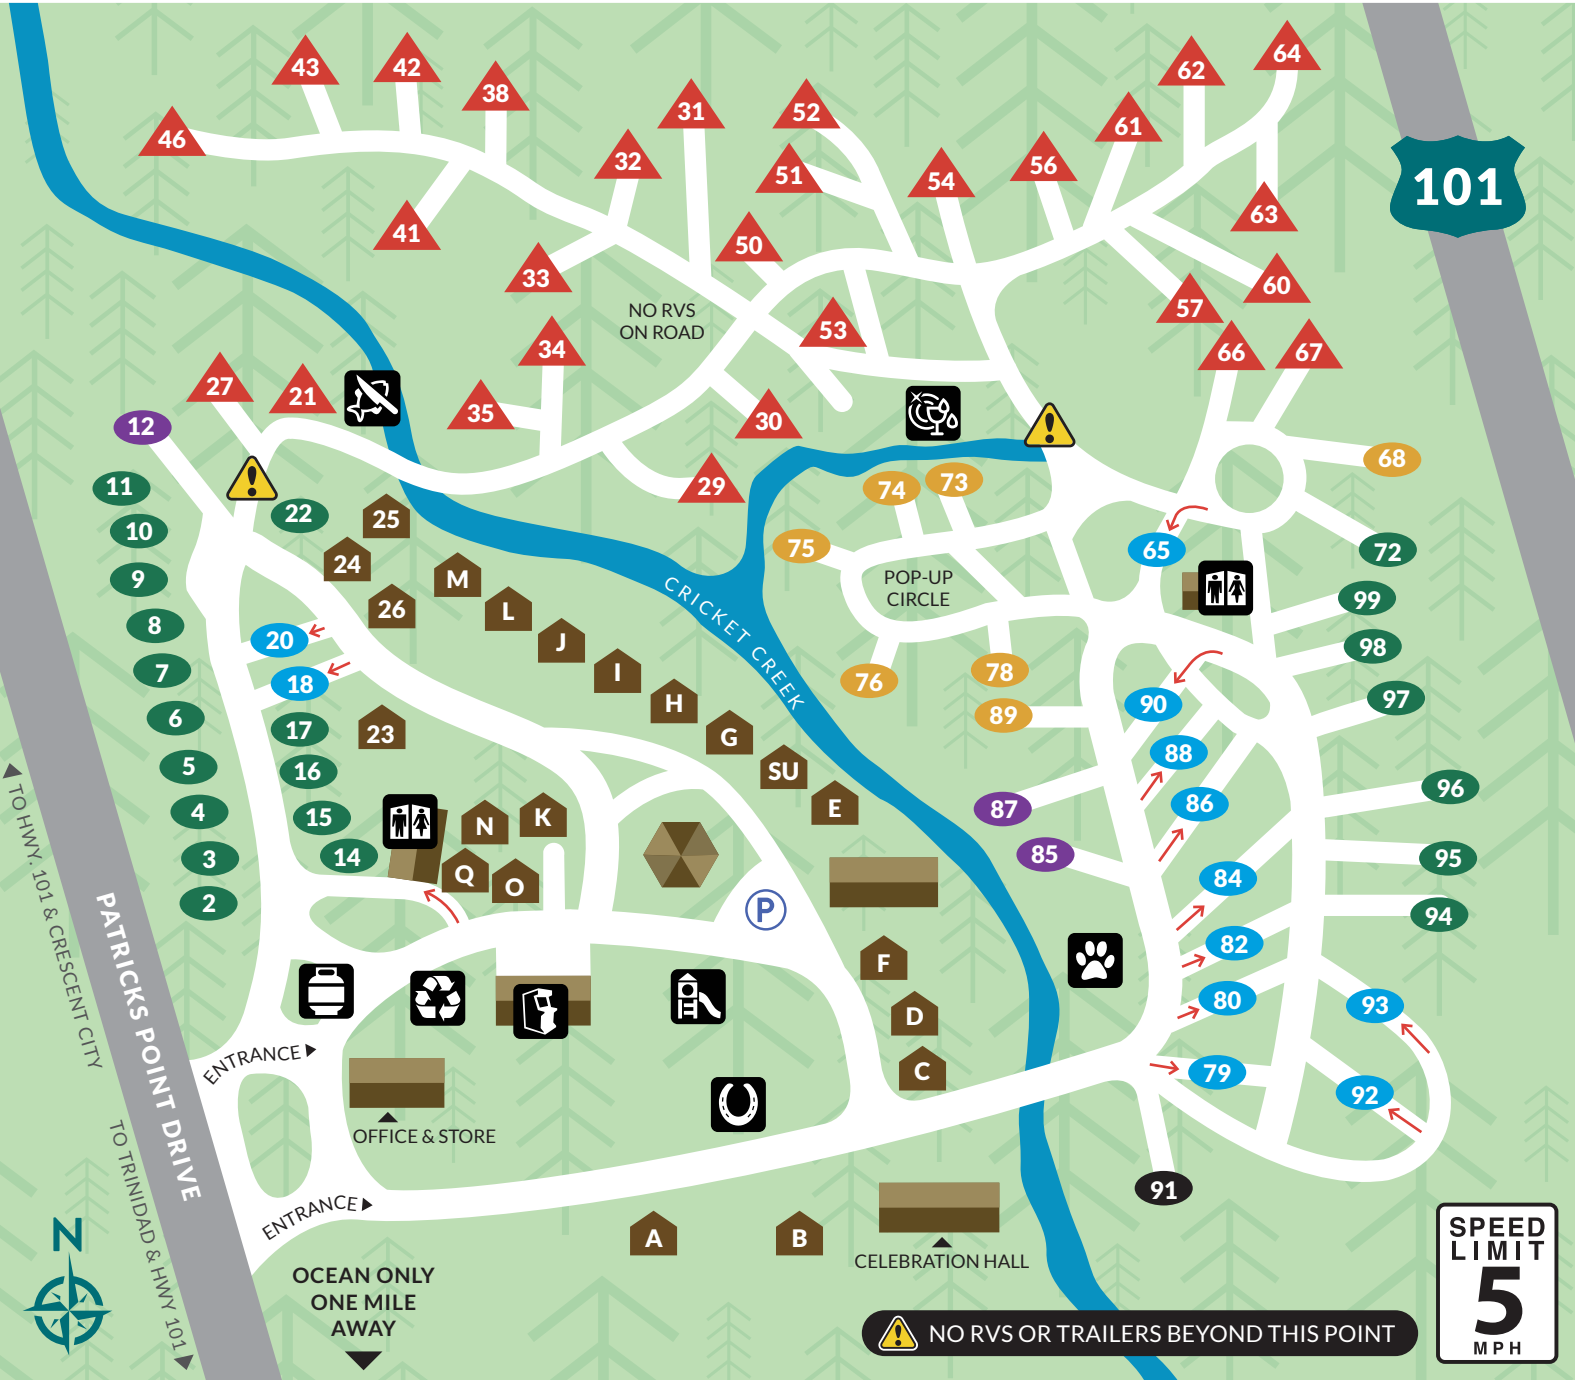 64
43
42
62
38
31
52
61
101
46
32
56
51
54
63
41
50
33
60
57
NO RVS
ON ROAD
53
34
66
67
27
21
35
30
12
68
29
73
74
11
22
25
10
75
65
72
24
9
M
POP-UP
CIRCLE
26
L
CRICKET CREEK
99
8
20
J
98
7
18
I
76
78
97
H
90
6
17
23
G
89
88
5
16
SU
96
4
15
N
K
E
87
86
3
14
85
95
Q
O
84
2
P
94
82
F
80
93
D
ENTRANCE
C
79
92
TO HWY. 101 & CRESCENT CITY
PATRICKS POINT DRIVE
TO TRINIDAD & HWY 101
OFFICE & STORE
91
ENTRANCE
A
B
CELEBRATION HALL
N
OCEAN ONLY
ONE MILE
AWAY
NO RVS OR TRAILERS BEYOND THIS POINT
SPEED
LIMIT
5
MPH